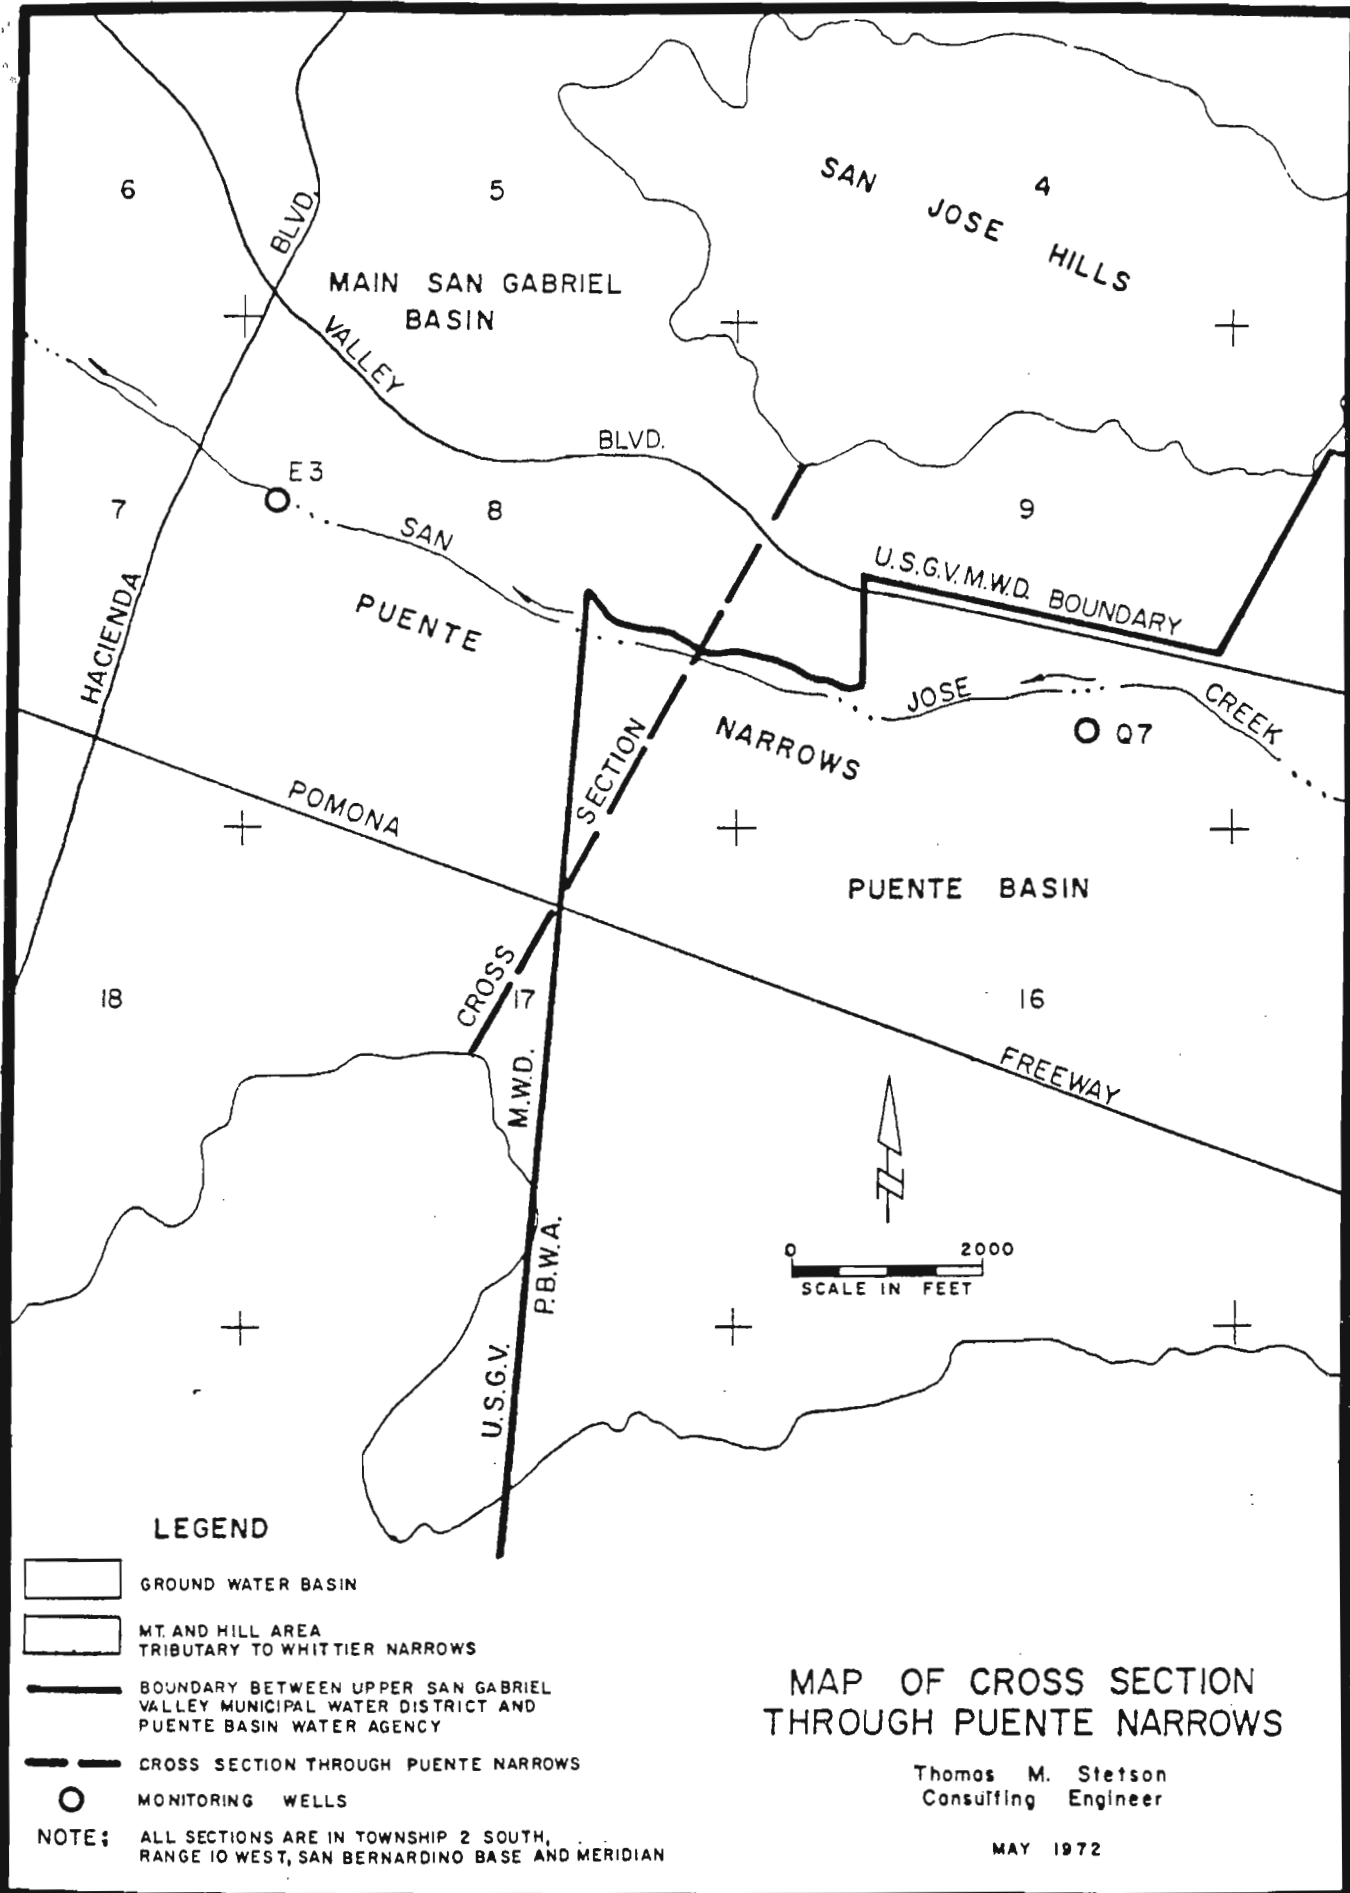 6
5
4
SAN JOSE HILLS
BLVD.
MAIN SAN GABRIEL
BASIN
VALLEY
BLVD.
E3
7
8
9
SAN
U.S.G.V.M.W.D. BOUNDARY
HACIENDA
PUENTE
JOSE
CREEK
Q7
NARROWS
SECTION
POMONA
PUENTE BASIN
CROSS
18
17
16
FREEWAY
M.W.D.
P.B.W.A.
U.S.G.V.
0 2000
SCALE IN FEET
LEGEND
GROUND WATER BASIN
MT. AND HILL AREA
TRIBUTARY TO WHITTIER NARROWS
BOUNDARY BETWEEN UPPER SAN GABRIEL
VALLEY MUNICIPAL WATER DISTRICT AND
PUENTE BASIN WATER AGENCY
CROSS SECTION THROUGH PUENTE NARROWS
MONITORING WELLS
NOTE: ALL SECTIONS ARE IN TOWNSHIP 2 SOUTH,
RANGE 10 WEST, SAN BERNARDINO BASE AND MERIDIAN
MAP OF CROSS SECTION
THROUGH PUENTE NARROWS
Thomas M. Stetson
Consulting Engineer
MAY 1972